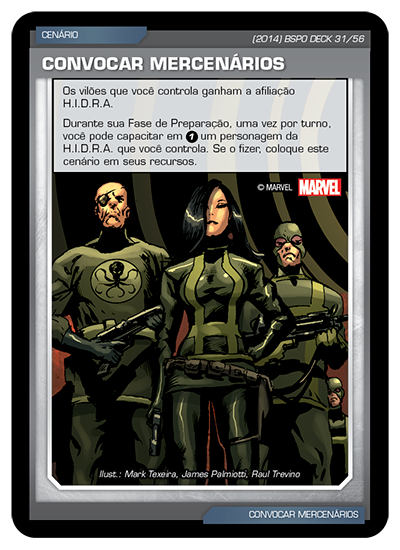 CENÁRIO
(2014) BSPO DECK 31/56
CONVOCAR MERCENÁRIOS
Os vilões que você controla ganham a afiliação
H.I.D.R.A.
Durante sua Fase de Preparação, uma vez por turno,
você pode capacitar em 1 um personagem da
H.I.D.R.A. que você controla. Se o fizer, coloque este
cenário em seus recursos.
© MARVEL MARVEL
Ilust.: Mark Texeira, James Palmiotti, Raul Trevino
CONVOCAR MERCENÁRIOS